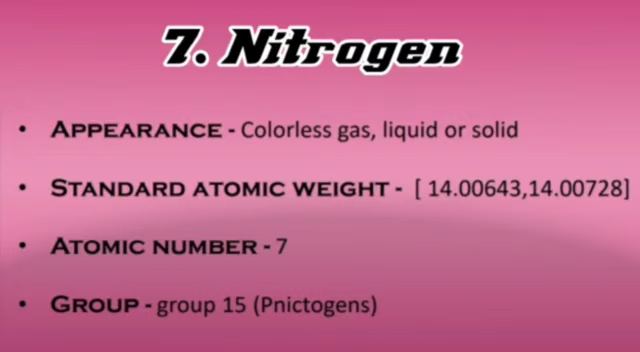 7. Nitrogen
• APPEARANCE - Colorless gas, liquid or solid
• STANDARD ATOMIC WEIGHT - [ 14.00643,14.00728]
• ATOMIC NUMBER - 7
• GROUP - group 15 (Pnictogens)